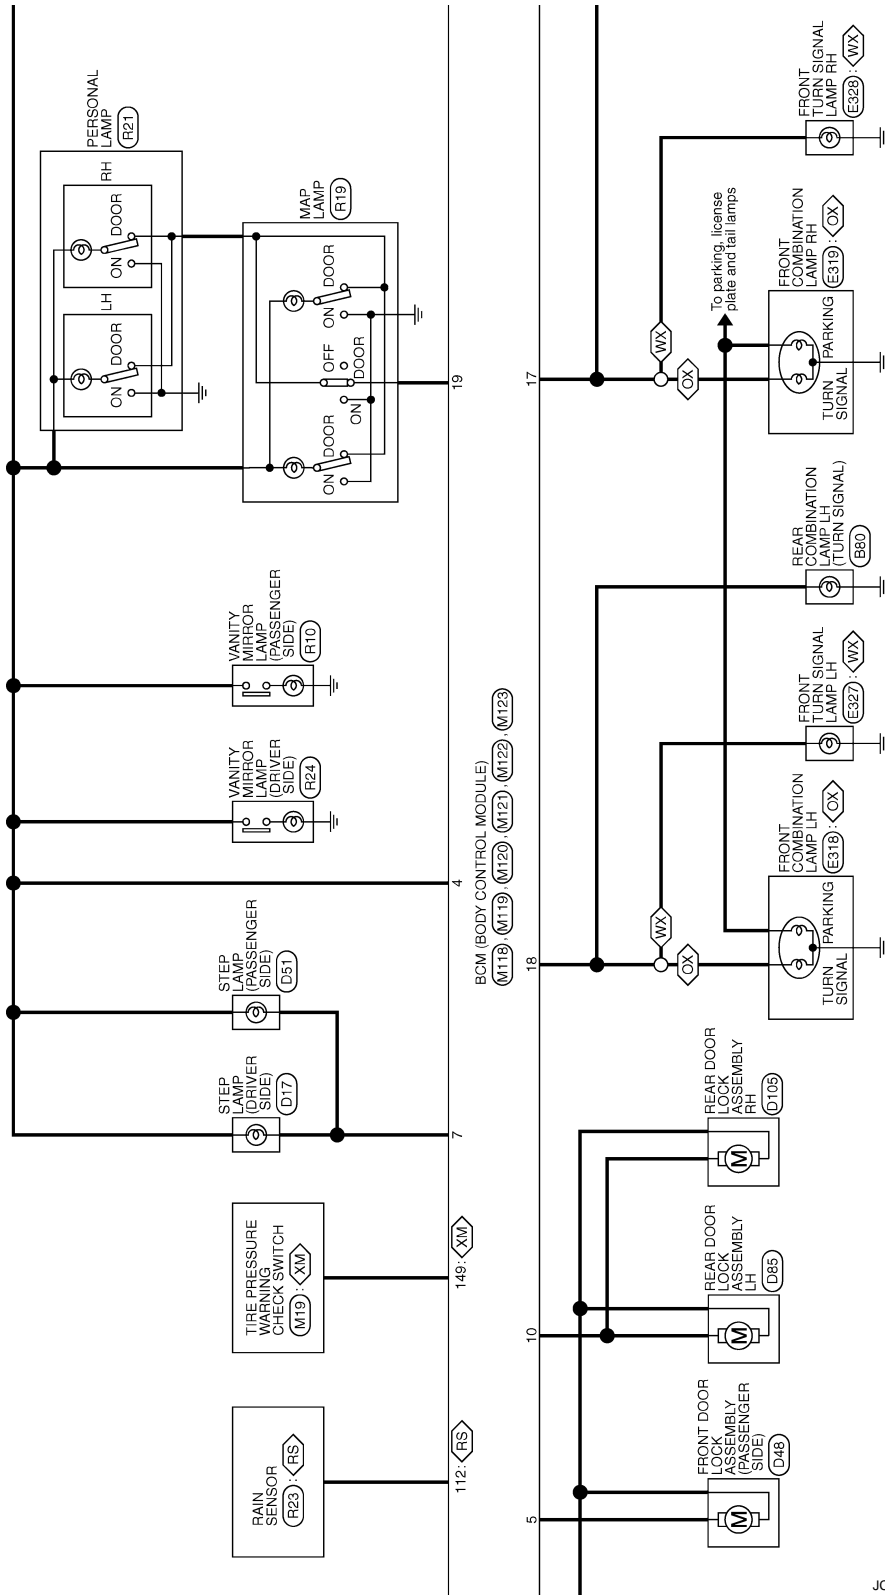 RAIN
SENSOR
R23 : RS
112: RS
TIRE PRESSURE
WARNING
CHECK SWITCH
M19 : XM
149: XM
STEP
LAMP
(DRIVER
SIDE)
D17
7
STEP
LAMP
(PASSENGER
SIDE)
D51
4
VANITY
MIRROR
LAMP
(DRIVER
SIDE)
R24
VANITY
MIRROR
LAMP
(PASSENGER
SIDE)
R10
PERSONAL
LAMP
R21
LH
ON
DOOR
RH
ON
DOOR
MAP
LAMP
R19
ON
DOOR
ON
OFF
DOOR
ON
DOOR
19
BCM (BODY CONTROL MODULE)
M118 , M119 , M120 , M121 , M122 , M123
5
FRONT DOOR
LOCK
ASSEMBLY
(PASSENGER
SIDE)
D48
10
REAR DOOR
LOCK
ASSEMBLY
LH
D85
REAR DOOR
LOCK
ASSEMBLY
RH
D105
M
M
M
18
WX
OX
FRONT
COMBINATION
LAMP LH
E318 : OX
TURN
SIGNAL
PARKING
FRONT
TURN SIGNAL
LAMP LH
E327 : WX
REAR
COMBINATION
LAMP LH
(TURN SIGNAL)
B80
17
WX
OX
To parking, license
plate and tail lamps
FRONT
COMBINATION
LAMP RH
E319 : OX
TURN
SIGNAL
PARKING
FRONT
TURN SIGNAL
LAMP RH
E328 : WX